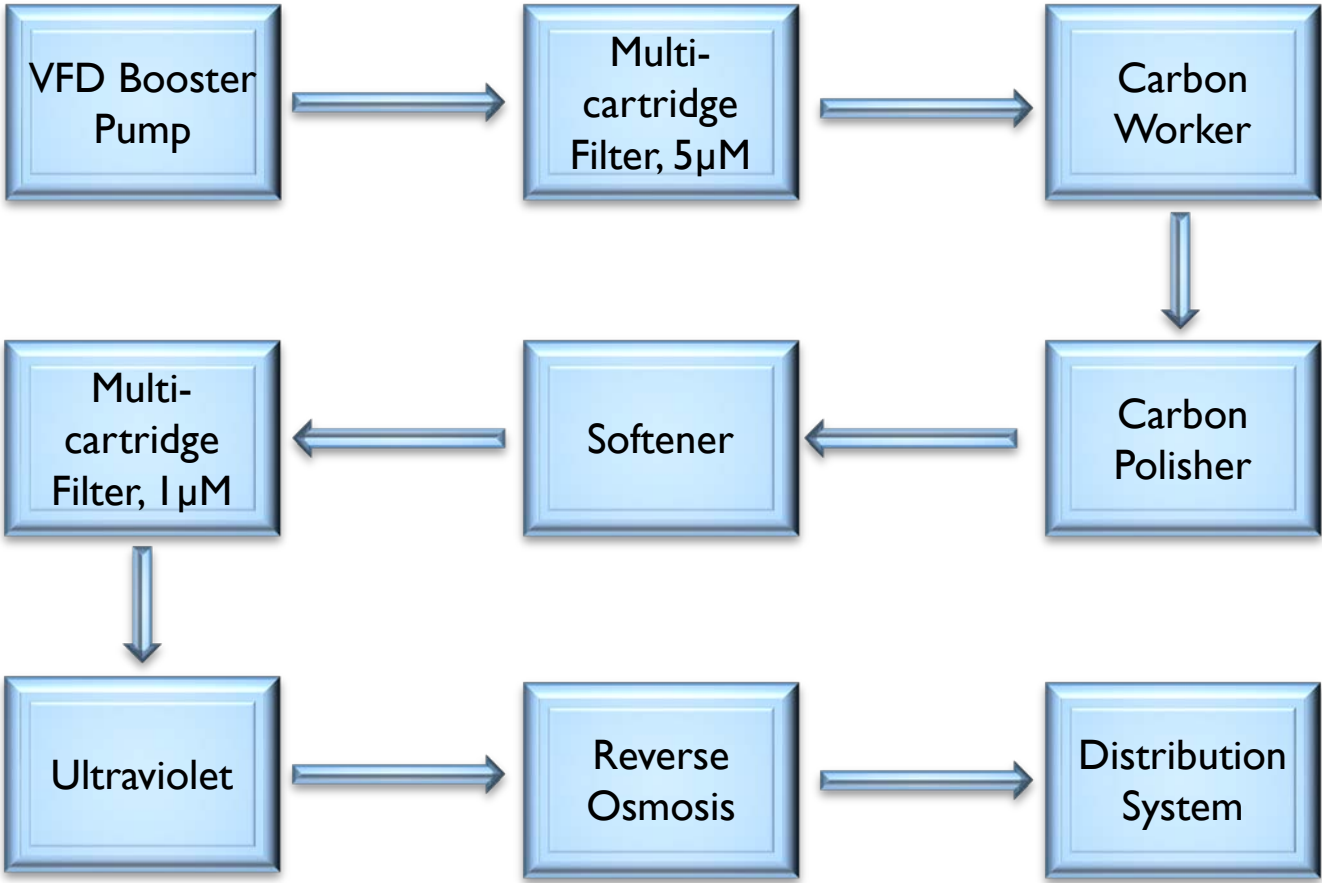 VFD Booster
Pump
Multi-
cartridge
Filter, 5µM
Carbon
Worker
Carbon
Polisher
Softener
Multi-
cartridge
Filter, 1µM
Ultraviolet
Reverse
Osmosis
Distribution
System